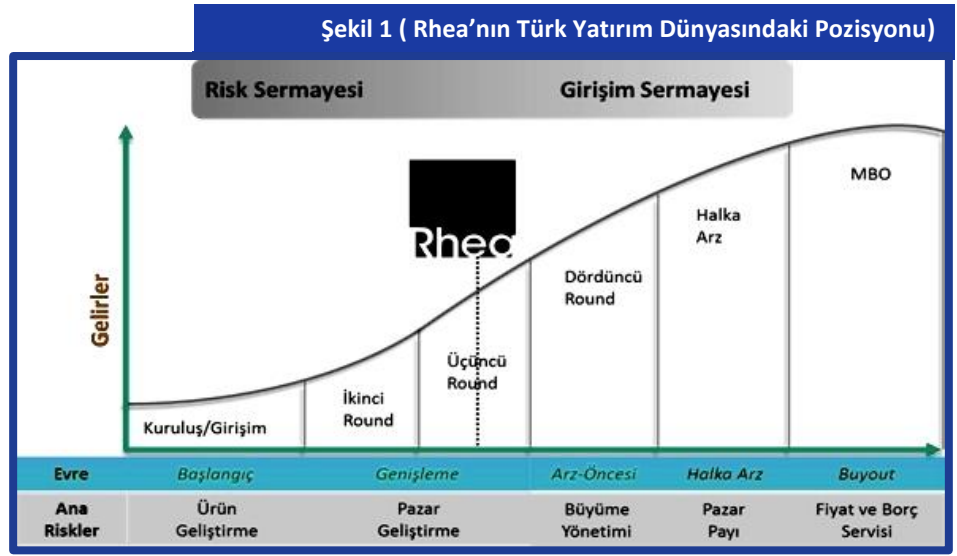 Şekil 1 ( Rhea’nın Türk Yatırım Dünyasındaki Pozisyonu)
Risk Sermayesi
Girişim Sermayesi
Gelirler
Rhea
MBO
Halka
Arz
Dördüncü
Round
Üçüncü
Round
İkinci
Round
Kuruluş/Girişim
Evre
Başlangıç
Genişleme
Arz-Öncesi
Halka Arz
Buyout
Ana
Riskler
Ürün
Geliştirme
Pazar
Geliştirme
Büyüme
Yönetimi
Pazar
Payı
Fiyat ve Borç
Servisi